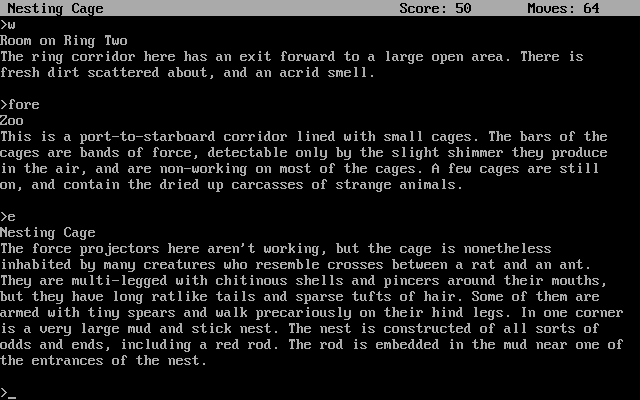 Nesting Cage Score: 50 Moves: 64
>w
Room on Ring Two
The ring corridor here has an exit forward to a large open area. There is
fresh dirt scattered about, and an acrid smell.
>fore
Zoo
This is a port-to-starboard corridor lined with small cages. The bars of the
cages are bands of force, detectable only by the slight shimmer they produce
in the air, and are non-working on most of the cages. A few cages are still
on, and contain the dried up carcasses of strange animals.
>e
Nesting Cage
The force projectors here aren't working, but the cage is nonetheless
inhabited by many creatures who resemble crosses between a rat and an ant.
They are multi-legged with chitinous shells and pincers around their mouths,
but they have long ratlike tails and sparse tufts of hair. Some of them are
armed with tiny spears and walk precariously on their hind legs. In one corner
is a very large mud and stick nest. The nest is constructed of all sorts of
odds and ends, including a red rod. The rod is embedded in the mud near one of
the entrances of the nest.
>_